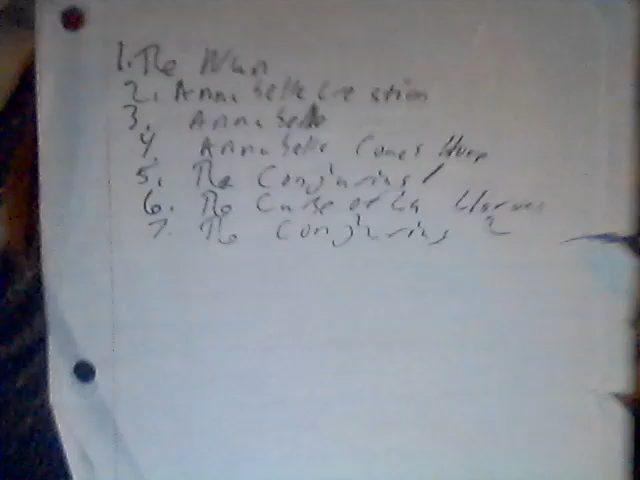 1. The Nun
2. Annabelle Creation
3. Annabelle
4. Annabelle Comes Home
5. The Conjuring 1
6. The Curse of La Llorona
7. The Conjuring 2